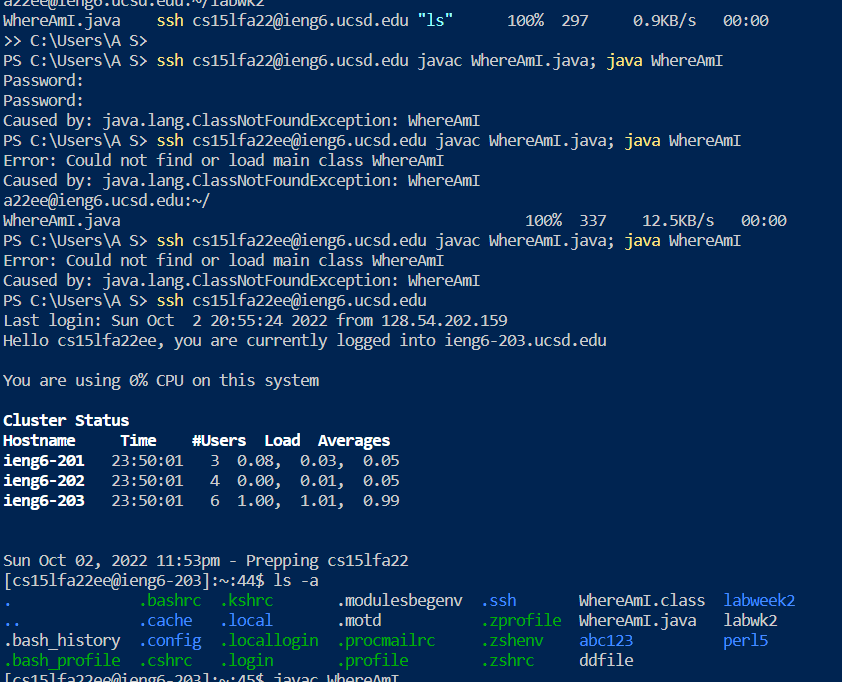 a22ee@ieng6.ucsd.edu:~/labwk2
WhereAmI.java    ssh cs15lfa22@ieng6.ucsd.edu "ls"      100%  297     0.9KB/s   00:00
>> C:\Users\A S>
PS C:\Users\A S> ssh cs15lfa22@ieng6.ucsd.edu javac WhereAmI.java; java WhereAmI
Password:
Password:
Caused by: java.lang.ClassNotFoundException: WhereAmI
PS C:\Users\A S> ssh cs15lfa22ee@ieng6.ucsd.edu javac WhereAmI.java; java WhereAmI
Error: Could not find or load main class WhereAmI
Caused by: java.lang.ClassNotFoundException: WhereAmI
a22ee@ieng6.ucsd.edu:~/
WhereAmI.java                                             100%  337    12.5KB/s   00:00
PS C:\Users\A S> ssh cs15lfa22ee@ieng6.ucsd.edu javac WhereAmI.java; java WhereAmI
Error: Could not find or load main class WhereAmI
Caused by: java.lang.ClassNotFoundException: WhereAmI
PS C:\Users\A S> ssh cs15lfa22ee@ieng6.ucsd.edu
Last login: Sun Oct  2 20:55:24 2022 from 128.54.202.159
Hello cs15lfa22ee, you are currently logged into ieng6-203.ucsd.edu
You are using 0% CPU on this system
Cluster Status
Hostname     Time    #Users  Load  Averages
ieng6-201   23:50:01   3  0.08,  0.03,  0.05
ieng6-202   23:50:01   4  0.00,  0.01,  0.05
ieng6-203   23:50:01   6  1.00,  1.01,  0.99
Sun Oct 02, 2022 11:53pm - Prepping cs15lfa22
[cs15lfa22ee@ieng6-203]:~:44$ ls -a
.              .bashrc  .kshrc       .modulesbegenv  .ssh      WhereAmI.class  labweek2
..             .cache   .local       .motd           .zprofile  WhereAmI.java  labwk2
.bash_history  .config  .locallogin  .procmailrc     .zshenv   abc123          perl5
.bash_profile  .cshrc   .login       .profile        .zshrc    ddfile
[cs15lfa22ee@ieng6-203]:~:45$ javac WhereAmI